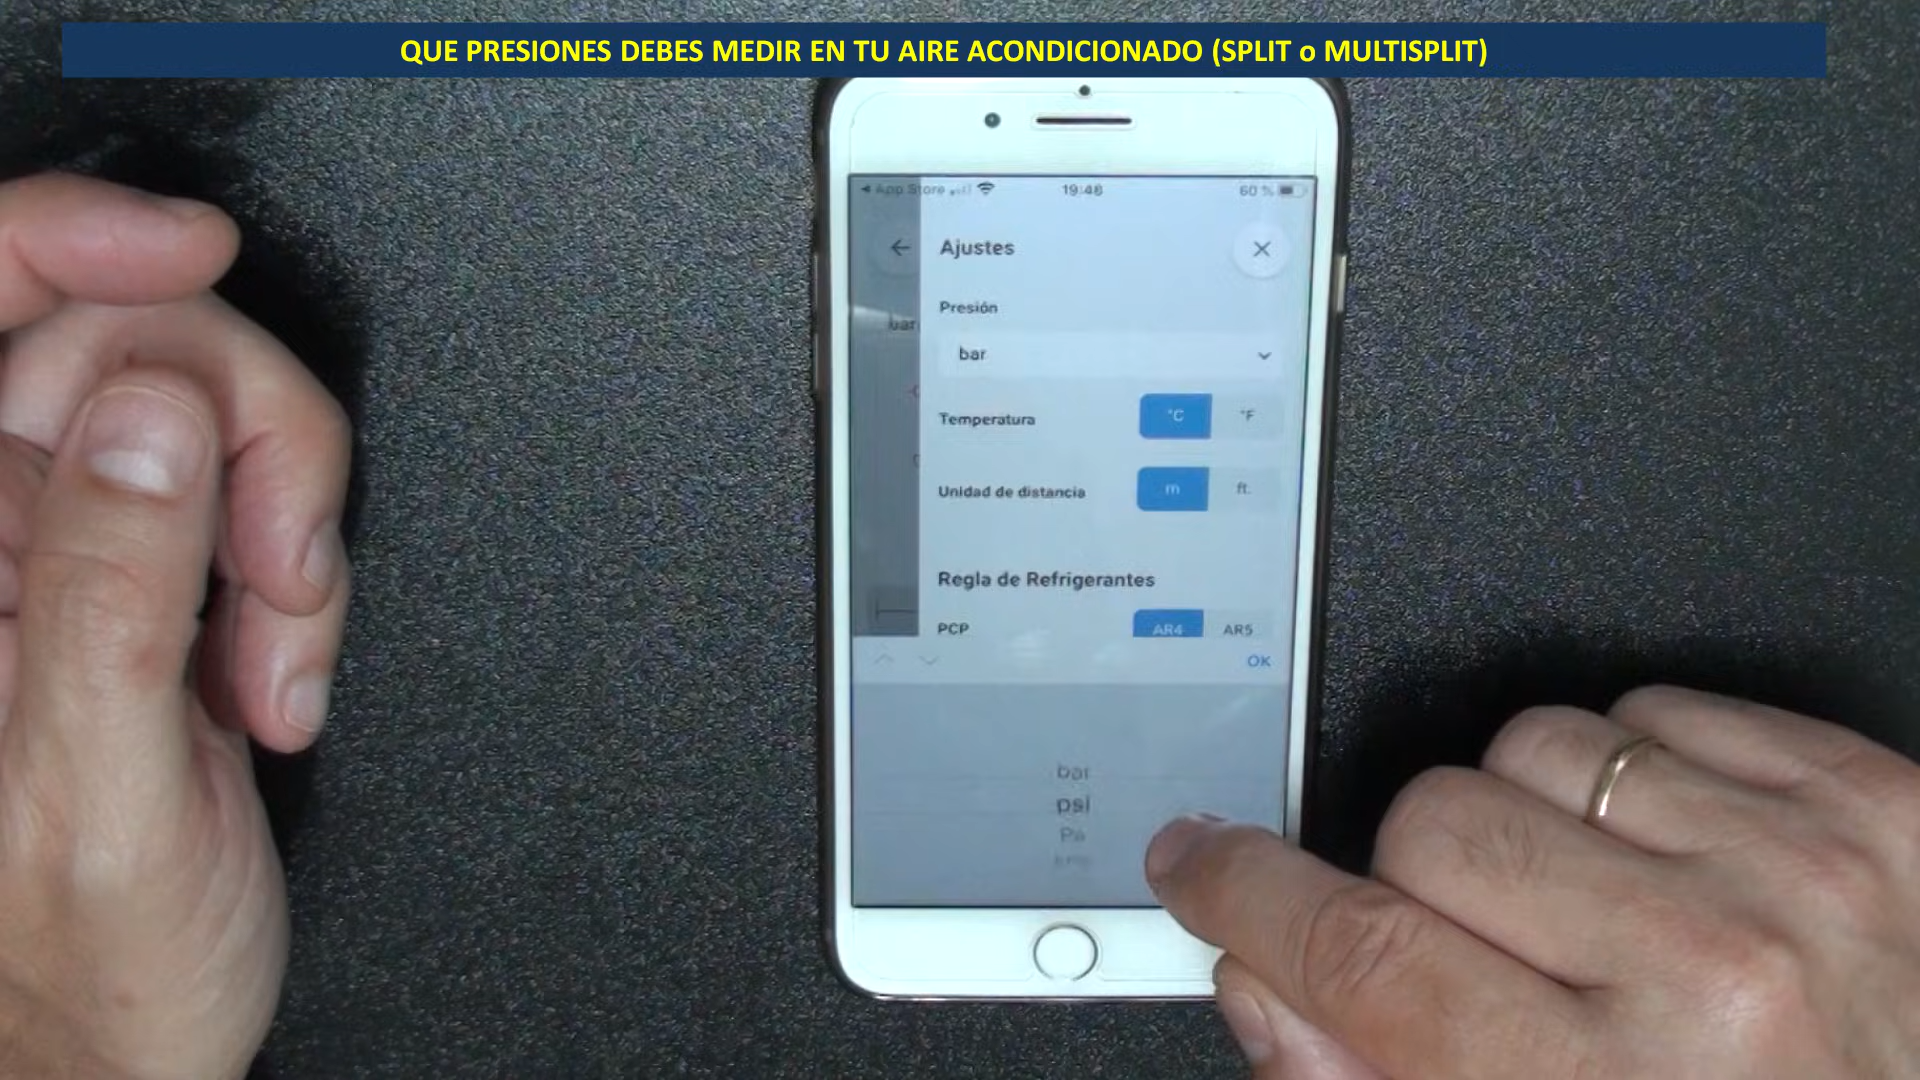 QUE PRESIONES DEBES MEDIR EN TU AIRE ACONDICIONADO (SPLIT o MULTISPLIT)
App Store 19:48 60 %
Ajustes
Presión
bar
bar
Temperatura °C °F
Unidad de distancia m ft.
Regla de Refrigerantes
PCP AR4 AR5
OK
bar
psi
Pa